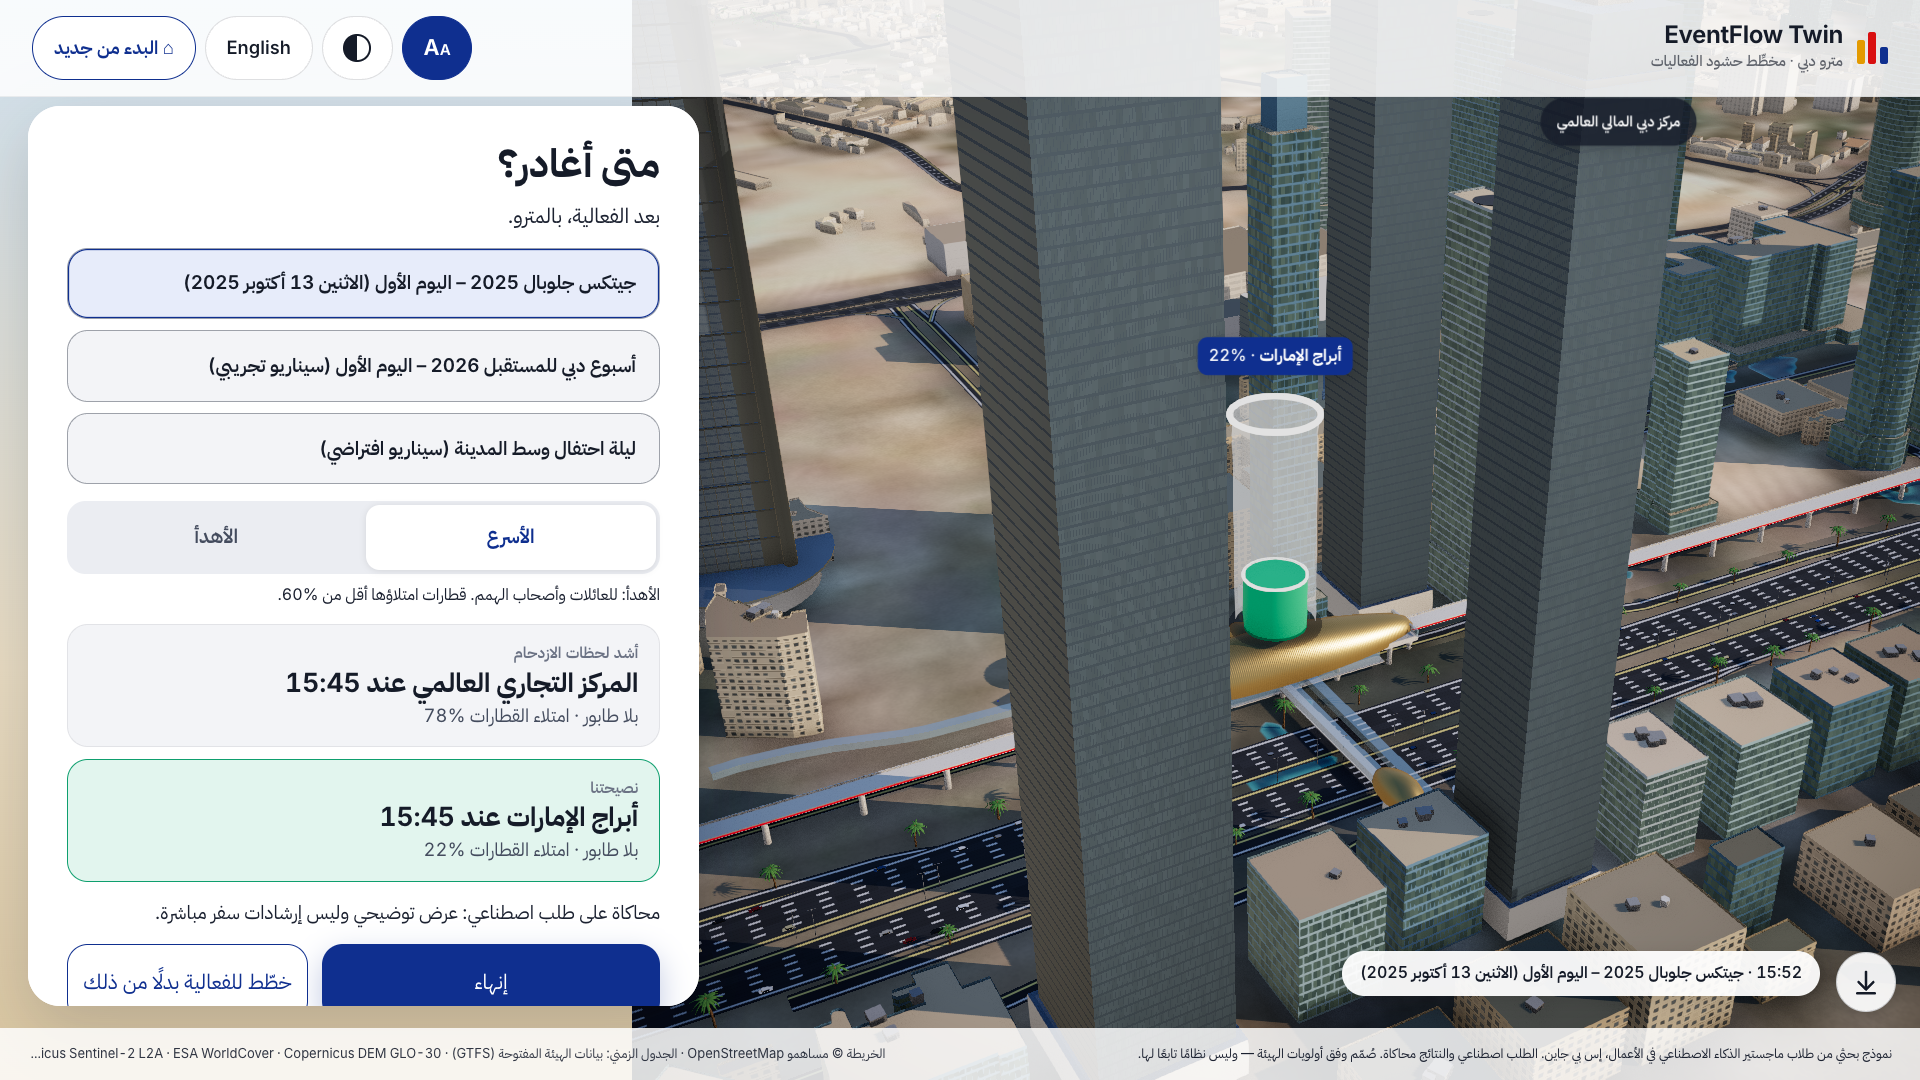 EventFlow Twin
مترو دبي · مخطِّط حشود الفعاليات
AA
English
⌂ البدء من جديد
مركز دبي المالي العالمي
متى أغادر؟
بعد الفعالية، بالمترو.
جيتكس جلوبال 2025 – اليوم الأول (الاثنين 13 أكتوبر 2025)
أسبوع دبي للمستقبل 2026 – اليوم الأول (سيناريو تجريبي)
ليلة احتفال وسط المدينة (سيناريو افتراضي)
الأسرع
الأهدأ
الأهدأ: للعائلات وأصحاب الهمم. قطارات امتلاؤها أقل من 60%.
أشد لحظات الازدحام
المركز التجاري العالمي عند 15:45
بلا طابور · امتلاء القطارات 78%
نصيحتنا
أبراج الإمارات عند 15:45
بلا طابور · امتلاء القطارات 22%
محاكاة على طلب اصطناعي: عرض توضيحي وليس إرشادات سفر مباشرة.
إنهاء
خطّط للفعالية بدلًا من ذلك
أبراج الإمارات · 22%
15:52 · جيتكس جلوبال 2025 – اليوم الأول (الاثنين 13 أكتوبر 2025)
نموذج بحثي من طلاب ماجستير الذكاء الاصطناعي في الأعمال، إس بي جاين. الطلب اصطناعي والنتائج محاكاة. صُمّم وفق أولويات الهيئة — وليس نظامًا تابعًا لها.
الخريطة © مساهمو OpenStreetMap · الجدول الزمني: بيانات الهيئة المفتوحة (GTFS) · icus Sentinel-2 L2A · ESA WorldCover · Copernicus DEM GLO-30…